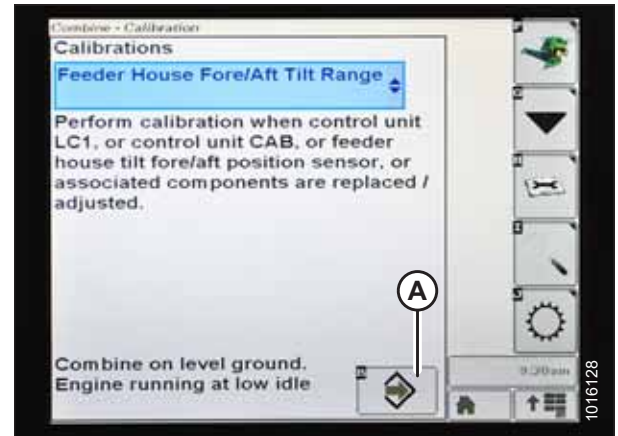 Combine - Calibration
Calibrations
Feeder House Fore/Aft Tilt Range
Perform calibration when control unit
LC1, or control unit CAB, or feeder
house tilt fore/aft position sensor, or
associated components are replaced /
adjusted.
A
Combine on level ground.
Engine running at low idle
1016128